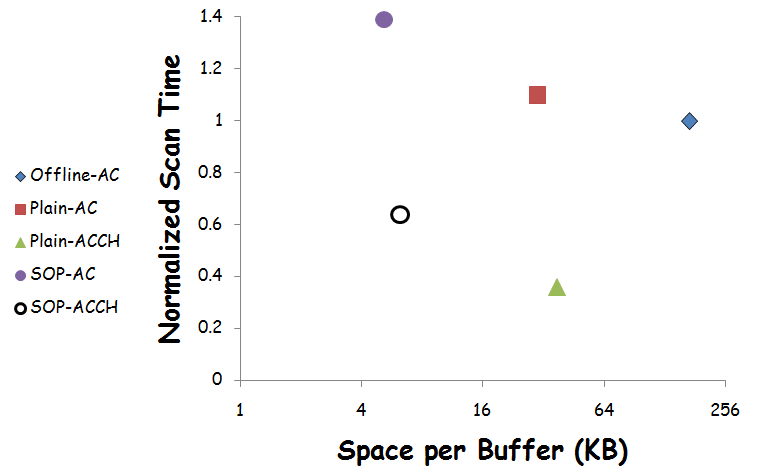 1.4
1.2
1
0.8
0.6
0.4
0.2
0
Normalized Scan Time
Offline-AC
Plain-AC
Plain-ACCH
SOP-AC
SOP-ACCH
1 4 16 64 256
Space per Buffer (KB)